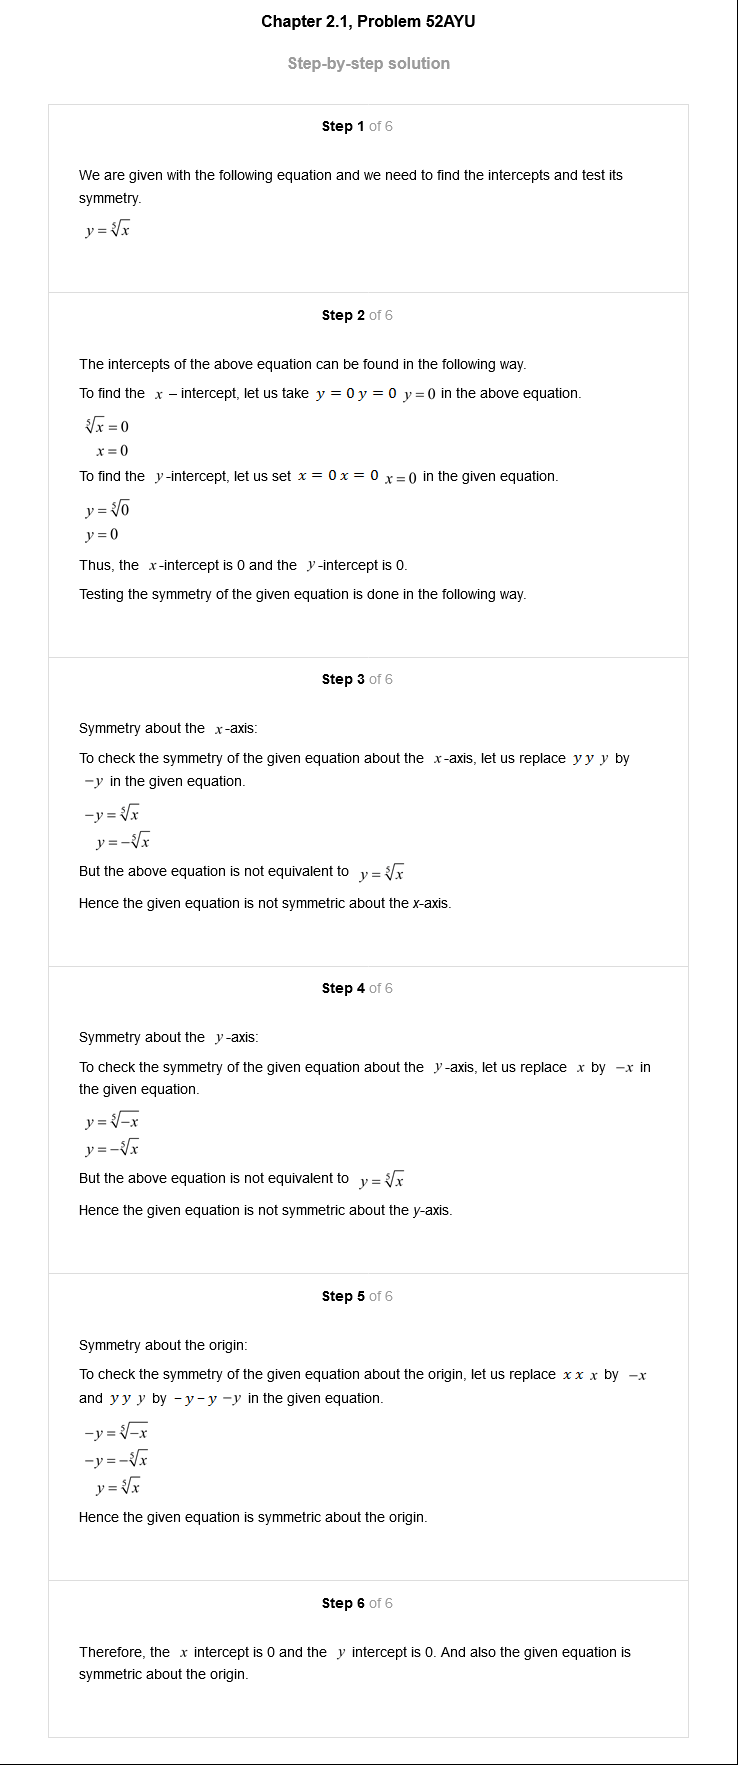 Chapter 2.1, Problem 52AYU
Step-by-step solution
Step 1 of 6
We are given with the following equation and we need to find the intercepts and test its
symmetry.
y = ⁵√x
Step 2 of 6
The intercepts of the above equation can be found in the following way.
To find the x – intercept, let us take y = 0 y = 0 y = 0 in the above equation.
⁵√x = 0
x = 0
To find the y -intercept, let us set x = 0 x = 0 x = 0 in the given equation.
y = ⁵√0
y = 0
Thus, the x -intercept is 0 and the y -intercept is 0.
Testing the symmetry of the given equation is done in the following way.
Step 3 of 6
Symmetry about the x -axis:
To check the symmetry of the given equation about the x -axis, let us replace y y y by
−y in the given equation.
−y = ⁵√x
y = −⁵√x
But the above equation is not equivalent to y = ⁵√x
Hence the given equation is not symmetric about the x-axis.
Step 4 of 6
Symmetry about the y -axis:
To check the symmetry of the given equation about the y -axis, let us replace x by −x in
the given equation.
y = ⁵√−x
y = −⁵√x
But the above equation is not equivalent to y = ⁵√x
Hence the given equation is not symmetric about the y-axis.
Step 5 of 6
Symmetry about the origin:
To check the symmetry of the given equation about the origin, let us replace x x x by −x
and y y y by − y − y −y in the given equation.
−y = ⁵√−x
−y = −⁵√x
y = ⁵√x
Hence the given equation is symmetric about the origin.
Step 6 of 6
Therefore, the x intercept is 0 and the y intercept is 0. And also the given equation is
symmetric about the origin.